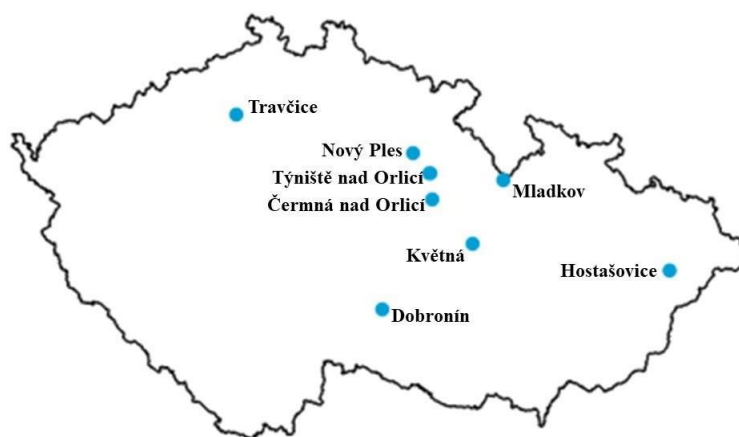 Travčice
Nový Ples
Týniště nad Orlicí
Mladkov
Čermná nad Orlicí
Květná
Hostašovice
Dobronín